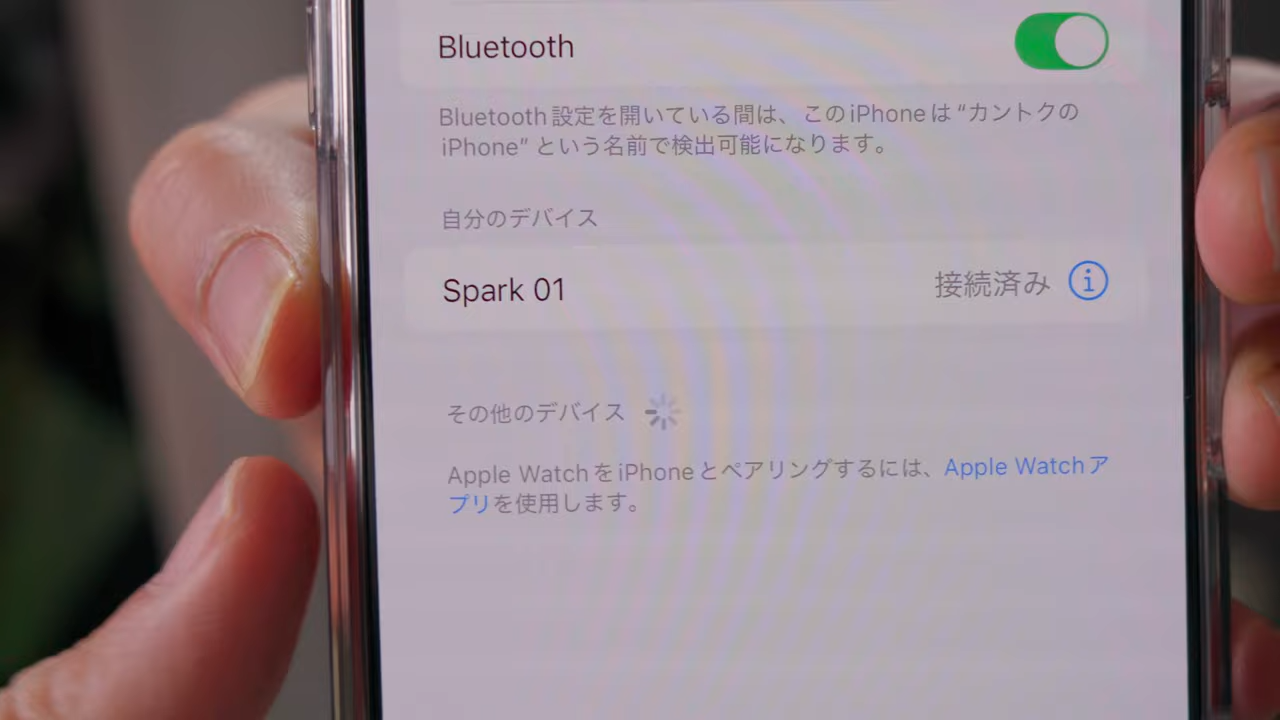 Bluetooth
Bluetooth設定を開いている間は、このiPhoneは“カントクの
iPhone”という名前で検出可能になります。
自分のデバイス
Spark 01 接続済み
その他のデバイス
Apple WatchをiPhoneとペアリングするには、Apple Watchア
プリを使用します。